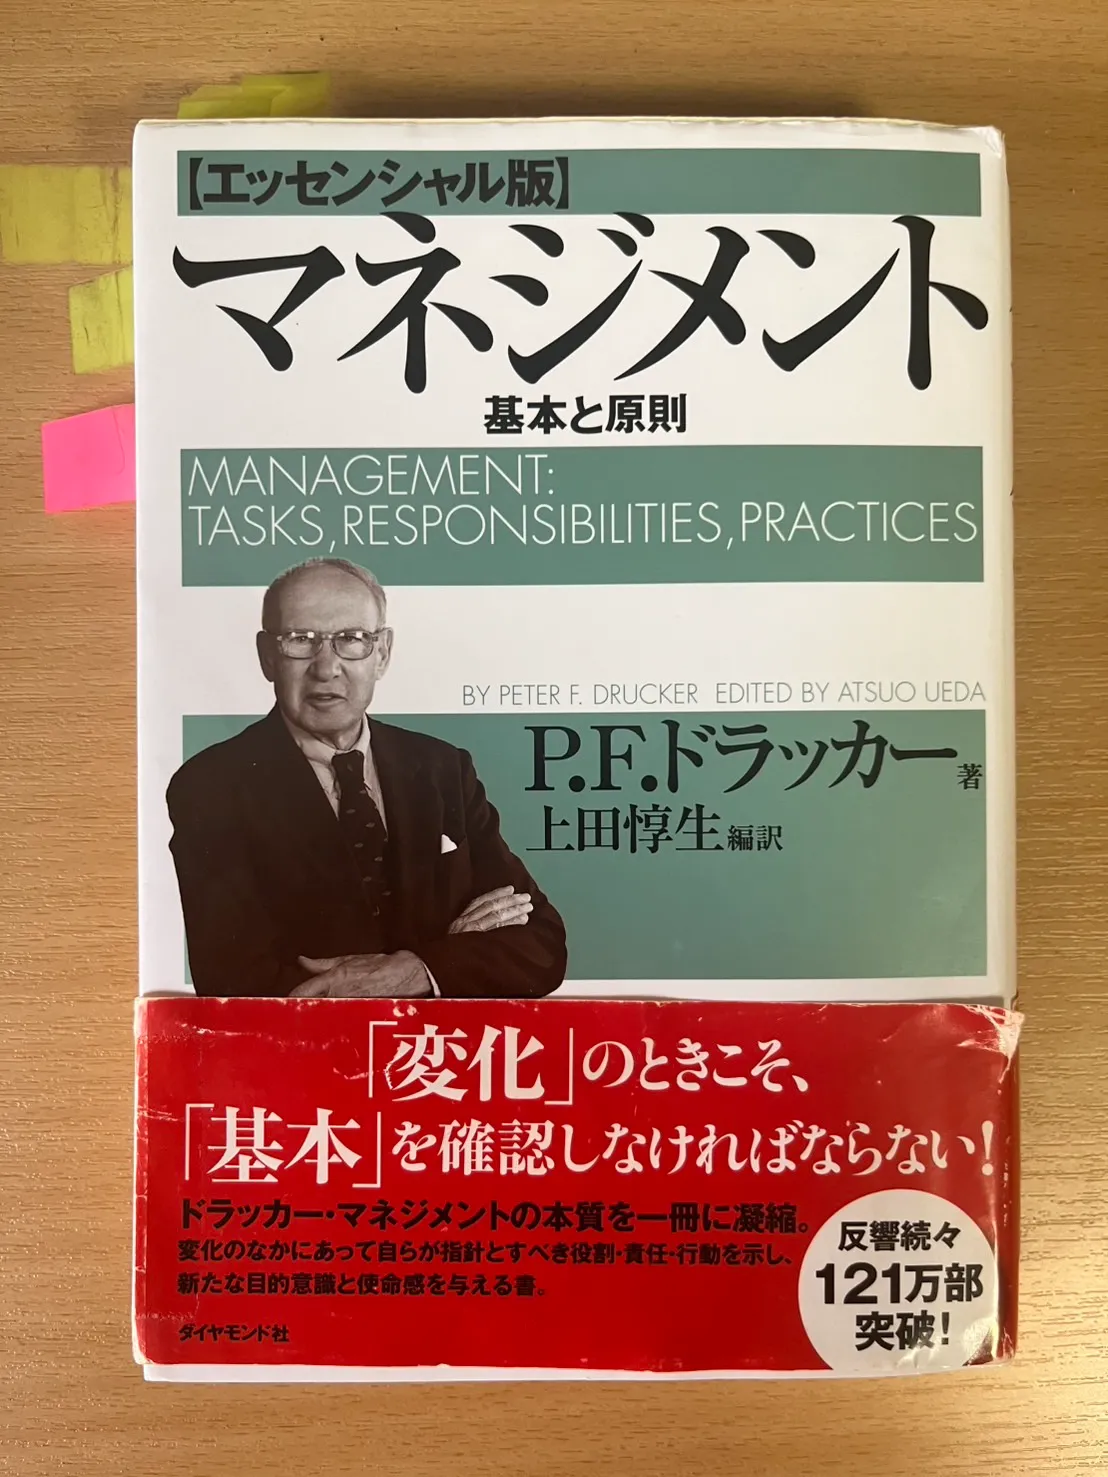 【エッセンシャル版】
マネジメント
基本と原則
MANAGEMENT:
TASKS,RESPONSIBILITIES,PRACTICES
BY PETER F. DRUCKER EDITED BY ATSUO UEDA
P.F.ドラッカー 著
上田惇生 編訳
「変化」のときこそ、
「基本」を確認しなければならない!
ドラッカー・マネジメントの本質を一冊に凝縮。
変化のなかにあって自らが指針とすべき役割・責任・行動を示し、
新たな目的意識と使命感を与える書。
ダイヤモンド社
反響続々
121万部
突破!